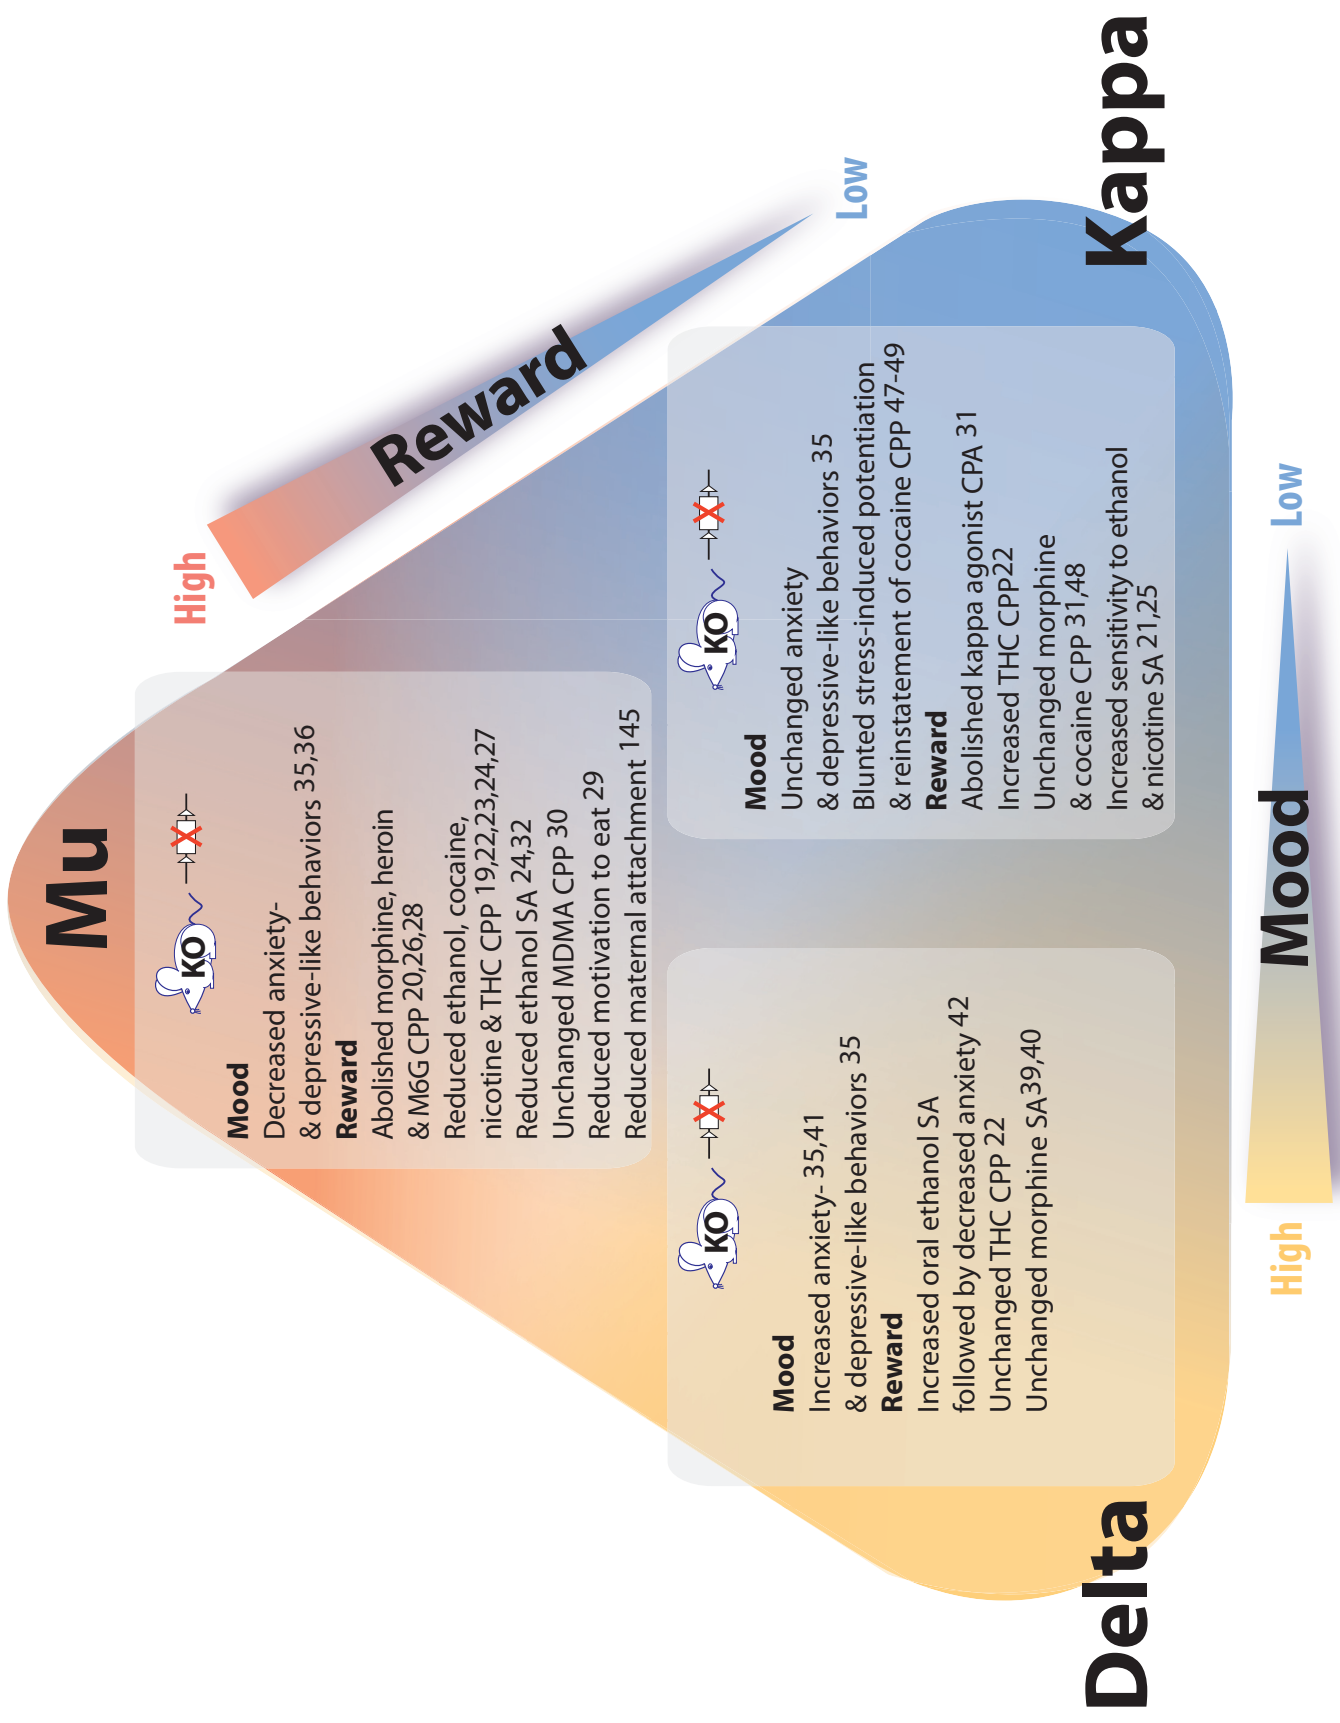 Mu
KO
X
Mood
Decreased anxiety-
& depressive-like behaviors 35,36
Reward
Abolished morphine, heroin
& M6G CPP 20,26,28
Reduced ethanol, cocaine,
nicotine & THC CPP 19,22,23,24,27
Reduced ethanol SA 24,32
Unchanged MDMA CPP 30
Reduced motivation to eat 29
Reduced maternal attachment 145
High
Reward
Low
KO
X
Mood
Increased anxiety- 35,41
& depressive-like behaviors 35
Reward
Increased oral ethanol SA
followed by decreased anxiety 42
Unchanged THC CPP 22
Unchanged morphine SA 39,40
KO
X
Mood
Unchanged anxiety
& depressive-like behaviors 35
Blunted stress-induced potentiation
& reinstatement of cocaine CPP 47-49
Reward
Abolished kappa agonist CPA 31
Increased THC CPP 22
Unchanged morphine
& cocaine CPP 31,48
Increased sensitivity to ethanol
& nicotine SA 21,25
Delta
Kappa
High
Mood
Low